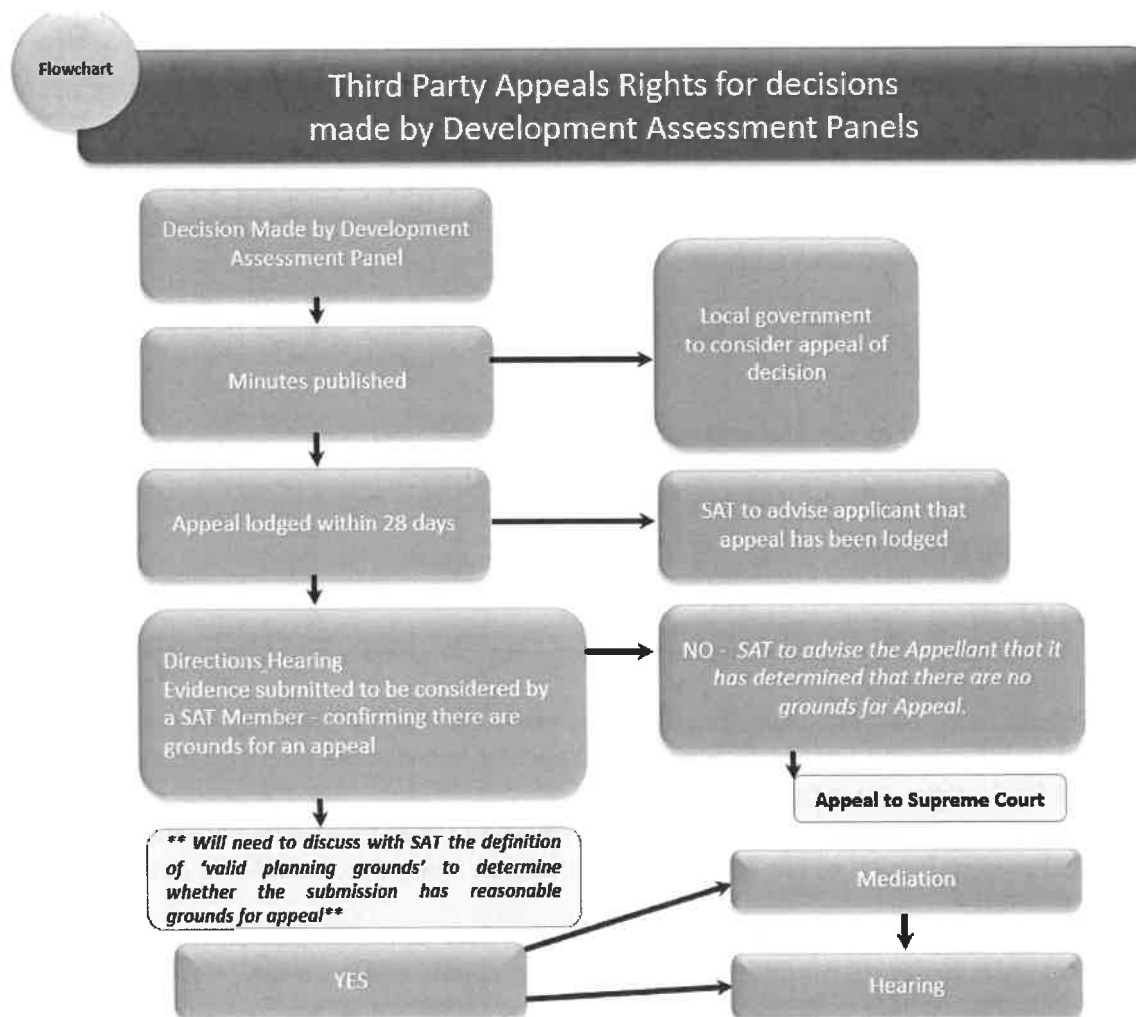 Flowchart
Third Party Appeals Rights for decisions
made by Development Assessment Panels
Decision Made by Development
Assessment Panel
Local government
to consider appeal of
decision
Minutes published
Appeal lodged within 28 days
SAT to advise applicant that
appeal has been lodged
Directions Hearing
Evidence submitted to be considered by
a SAT Member - confirming there are
grounds for an appeal
NO - SAT to advise the Appellant that it
has determined that there are no
grounds for Appeal.
Appeal to Supreme Court
** Will need to discuss with SAT the definition
of 'valid planning grounds' to determine
whether the submission has reasonable
grounds for appeal**
Mediation
YES
Hearing